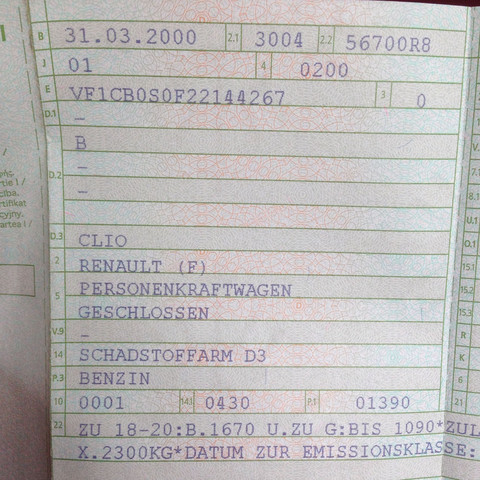 B 31.03.2000 2.1 3004 2.2 56700R8
J 01 4 0200
E VF1CB0S0F22144267 3 0
D.1 –
B
D.2 –
–
D.3 CLIO
2 RENAULT (F)
5 PERSONENKRAFTWAGEN
GESCHLOSSEN
V.9 –
14 SCHADSTOFFARM D3
P.3 BENZIN
10 0001 14.1 0430 P.1 01390
22 ZU 18-20:B.1670 U.ZU G:BIS 1090*ZUL
X.2300KG*DATUM ZUR EMISSIONSKLASSE: